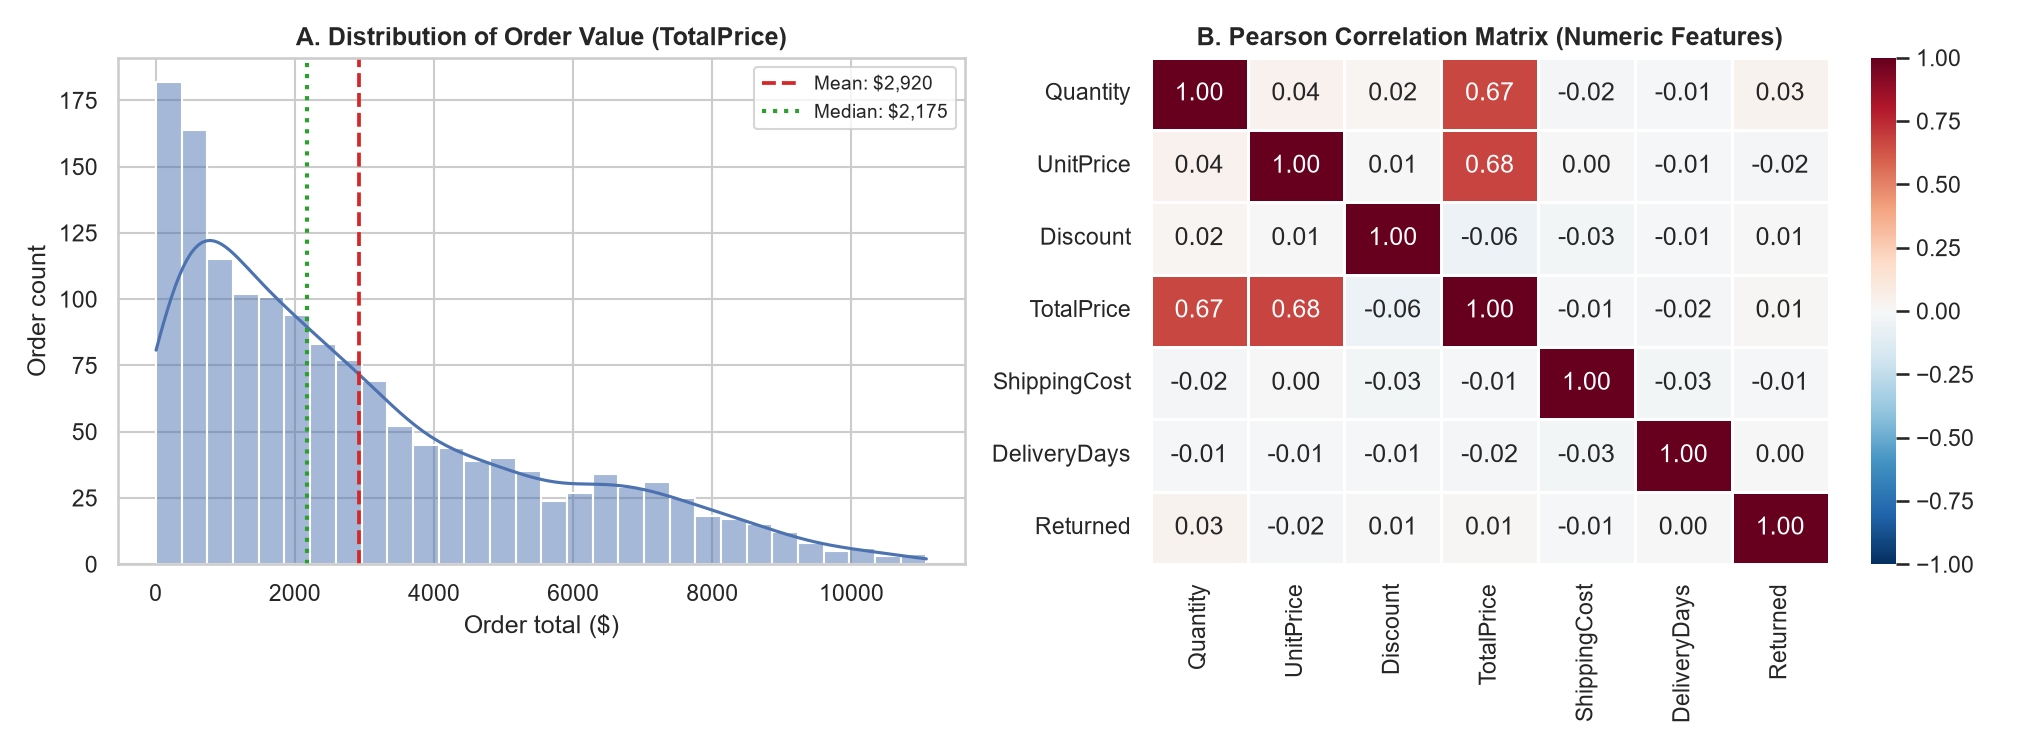 A. Distribution of Order Value (TotalPrice)
Mean: $2,920
Median: $2,175
Order count
175
150
125
100
75
50
25
0
0 2000 4000 6000 8000 10000
Order total ($)
B. Pearson Correlation Matrix (Numeric Features)
Quantity 1.00 0.04 0.02 0.67 -0.02 -0.01 0.03
UnitPrice 0.04 1.00 0.01 0.68 0.00 -0.01 -0.02
Discount 0.02 0.01 1.00 -0.06 -0.03 -0.01 0.01
TotalPrice 0.67 0.68 -0.06 1.00 -0.01 -0.02 0.01
ShippingCost -0.02 0.00 -0.03 -0.01 1.00 -0.03 -0.01
DeliveryDays -0.01 -0.01 -0.01 -0.02 -0.03 1.00 0.00
Returned 0.03 -0.02 0.01 0.01 -0.01 0.00 1.00
Quantity UnitPrice Discount TotalPrice ShippingCost DeliveryDays Returned
1.00
0.75
0.50
0.25
0.00
−0.25
−0.50
−0.75
−1.00